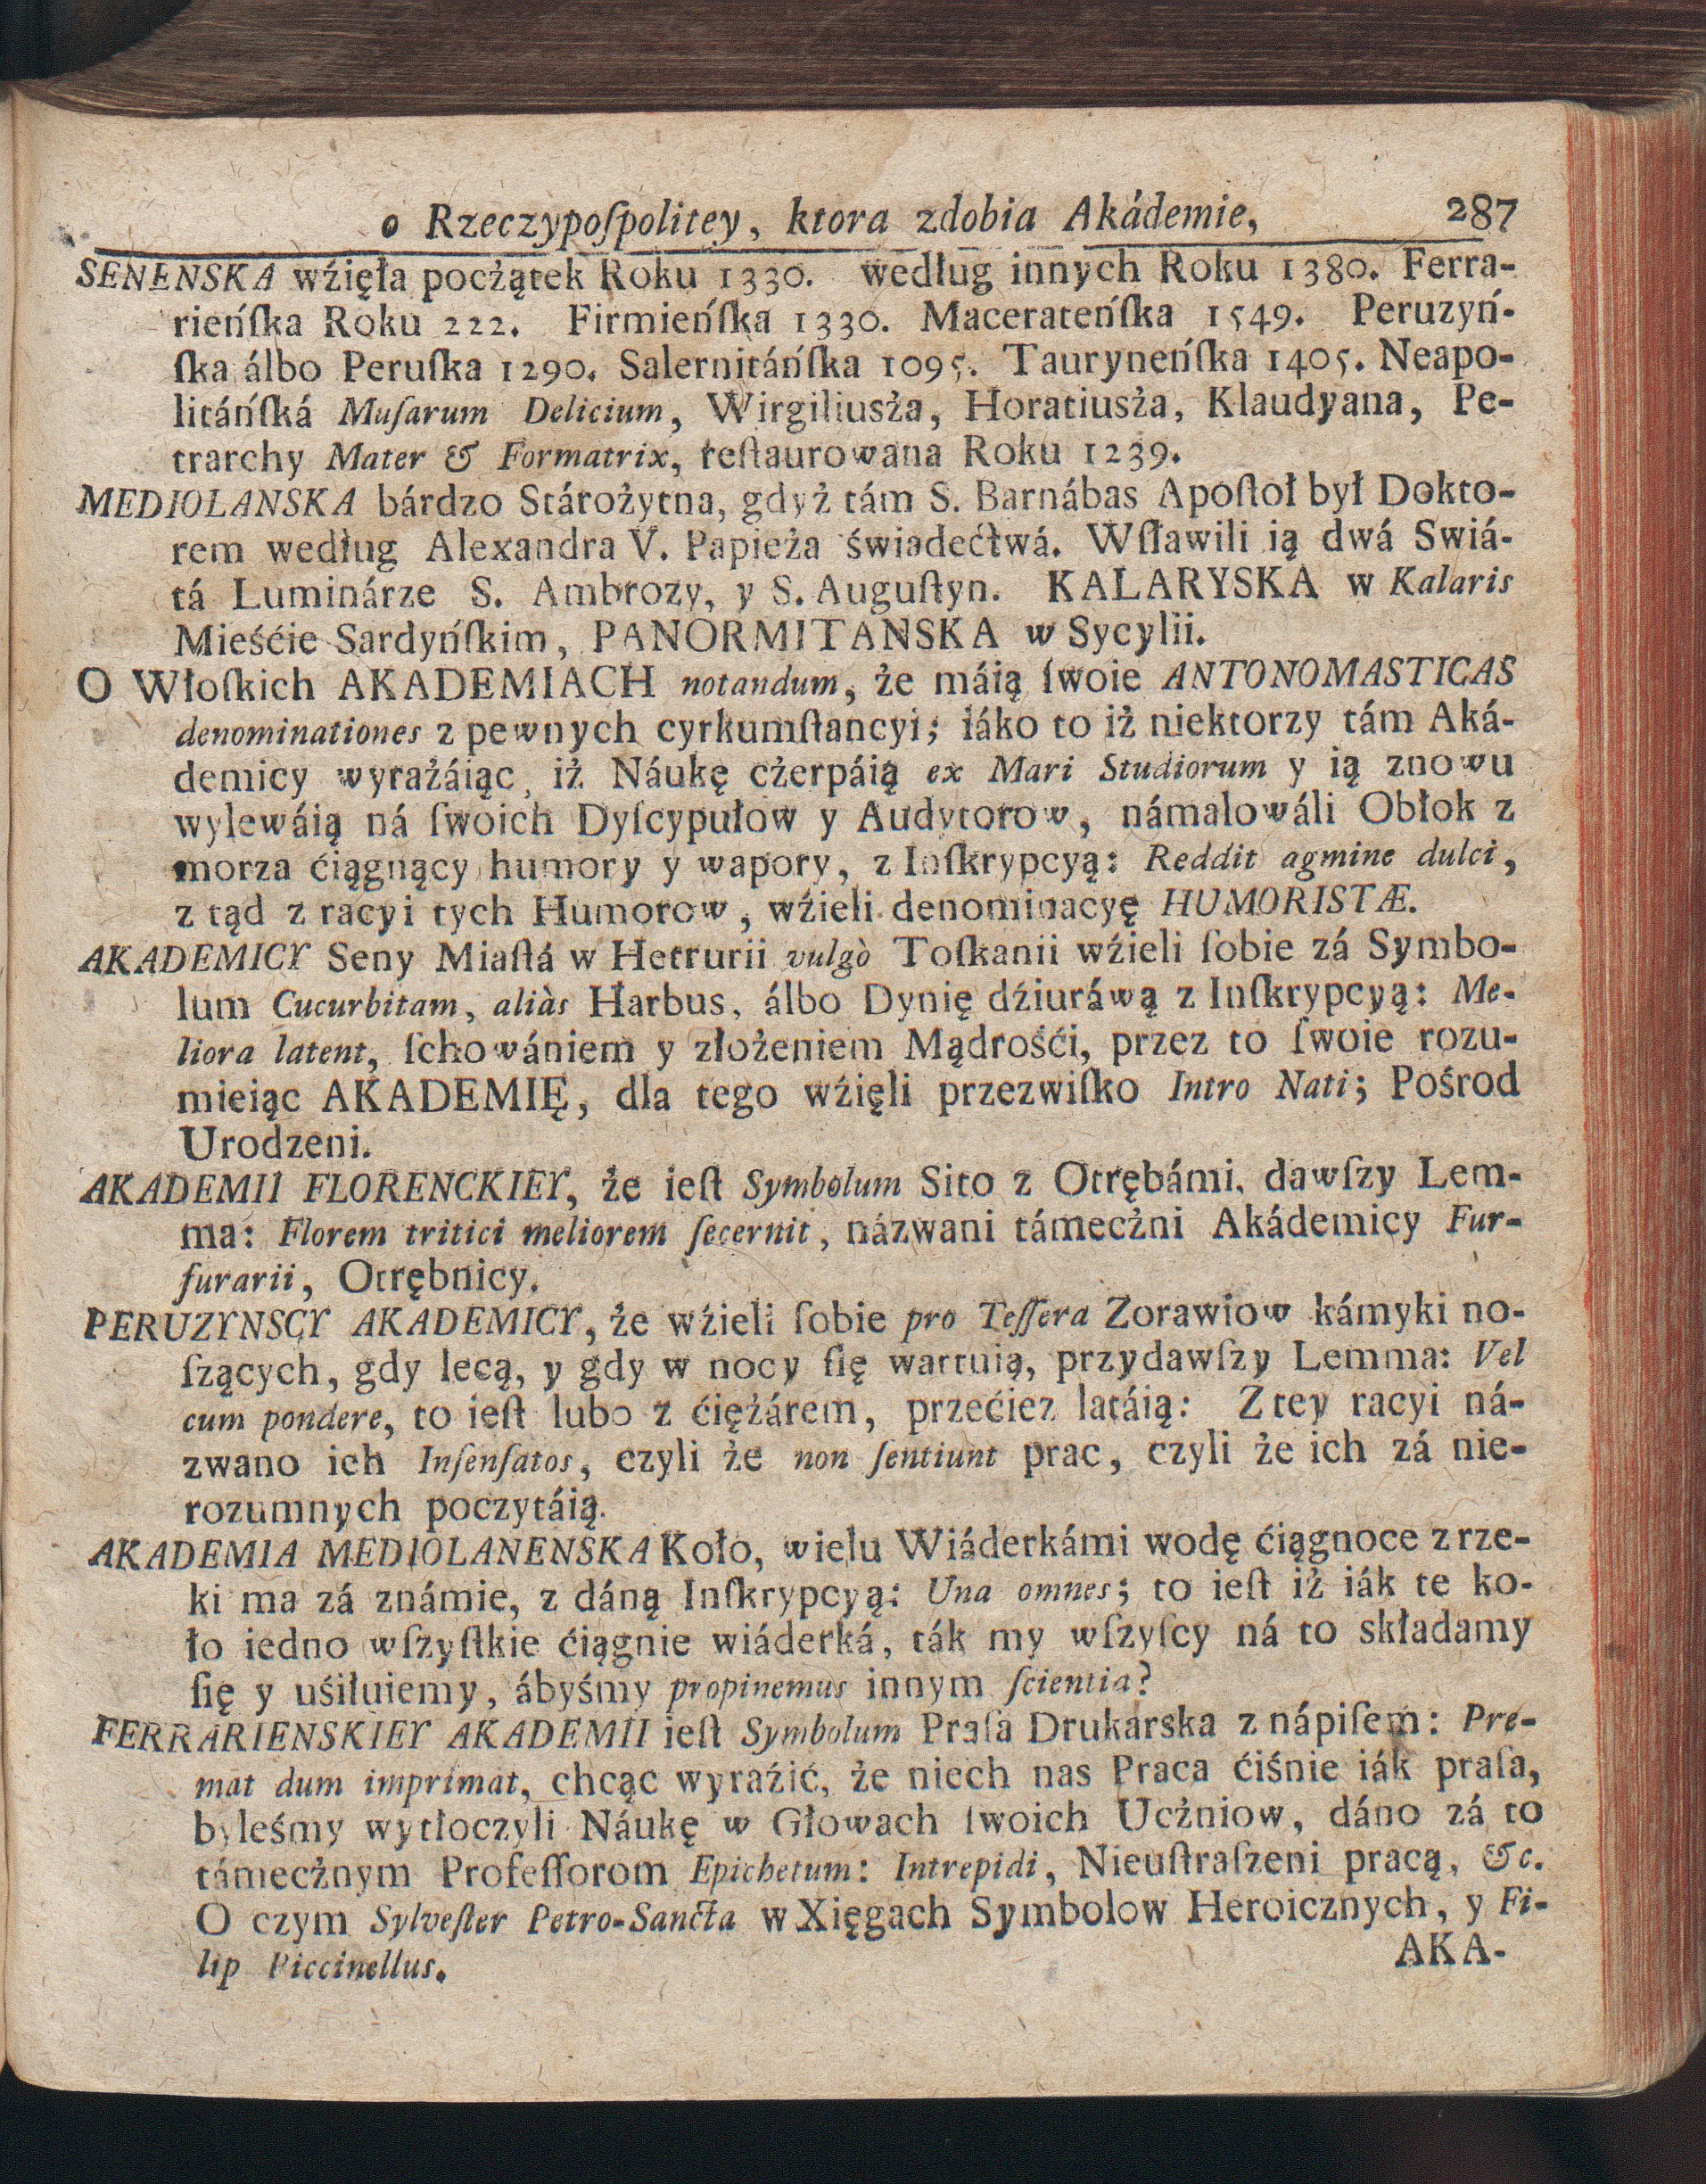 o Rzeczypoſpolitey, ktora zdobia Akádemie, 287
SENENSKA wźięła począ̇tek Roku 1330. według innych Roku 1380. Ferra-
rieńſka Roku 222. Firmieńſka 1330. Macerateńſka 1549. Peruzyń-
ſka álbo Peruſka 1290. Salernitáńſka 1095. Tauryneńſka 1405. Neapo-
litáńſká Muſarum Delicium, Wirgiliusża, Horatiusża, Klaudyana, Pe-
trarchy Mater & Formatrix, reſtaurowana Roku 1239.
MEDIOLANSKA bárdzo Stárożytna, gdyż tám S. Barnábas Apoſtoł był Dokto-
rem według Alexandra V. Papieża świadećtwá. Wſławili ią dwá Swiá-
tá Luminárze S. Ambrozy, y S. Auguſtyn. KALARYSKA w Kalaris
Mieśćie Sardyńſkim, PANORMITANSKA w Sycylii.
O Włoſkich AKADEMIACH notandum, że máią ſwoie ANTONOMASTICAS
denominationes z pewnych cyrkumſtancyi; iáko to iż niektorzy tám Aká-
demicy wyrażáiąc, iż Náukę cżerpáią ex Mari Studiorum y ią znowu
wylewáią ná ſwoich Dyſcypułow y Audytorow, námalowáli Obłok z
morza ćiągnący humory y wapory, z Inſkrypcyą: Reddit agmine dulci,
z tąd z racyi tych Humorow, wźieli denominacyę HUMORISTÆ.
AKADEMICY Seny Miaſtá w Hetrurii vulgò Toſkanii wźieli ſobie zá Symbo-
lum Cucurbitam, aliàs Harbus, álbo Dynię dźiuráwą z Inſkrypcyą: Me-
liora latent, ſchowániem y złożeniem Mądrośći, przez to ſwoie rozu-
mieiąc AKADEMIĘ, dla tego wźięli przezwiſko Intro Nati; Pośrod
Urodzeni.
AKADEMII FLORENCKIEY, że ieſt Symbolum Sito z Otrębámi, dawſzy Lem-
ma: Florem tritici meliorem ſecernit, názwani támecżni Akádemicy Fur-
furarii, Otrębnicy.
PERUZYNSCY AKADEMICY, że wźieli ſobie pro Teſſera Zorawiow kámyki no-
ſzących, gdy lecą, y gdy w nocy ſię wartuią, przydawſzy Lemma: Vel
cum pondere, to ieſt lubo z ćiężárem, przećiez latáią: Z tey racyi ná-
zwano ich Inſenſatos, czyli że non ſentiunt prac, czyli że ich zá nie-
rozumnych poczytáią.
AKADEMIA MEDIOLANENSKA Koło, wielu Wiáderkámi wodę ćiągnoce z rze-
ki ma zá známie, z dáną Inſkrypcyą: Una omnes; to ieſt iż iák te ko-
ło iedno wſzyſtkie ćiągnie wiáderká, ták my wſzyſcy ná to składamy
ſię y uśiłuiemy, ábyśmy propinemus innym ſcientia?
FERRARIENSKIEY AKADEMII ieſt Symbolum Praſa Drukarska z nápiſem: Pre-
mat dum imprimat, chcąc wyraźić, że niech nas Praca ćiśnie iák praſa,
byleśmy wytłoczyli Náukę w Głowach ſwoich Ucżniow, dáno zá to
támecżnym Profeſſorom Epithetum: Intrepidi, Nieuſtraſzeni pracą, &c.
O czym Sylveſter Petro-Sancta w Xięgach Symbolow Heroicznych, y Fi-
lip Piccinellus.
AKA-